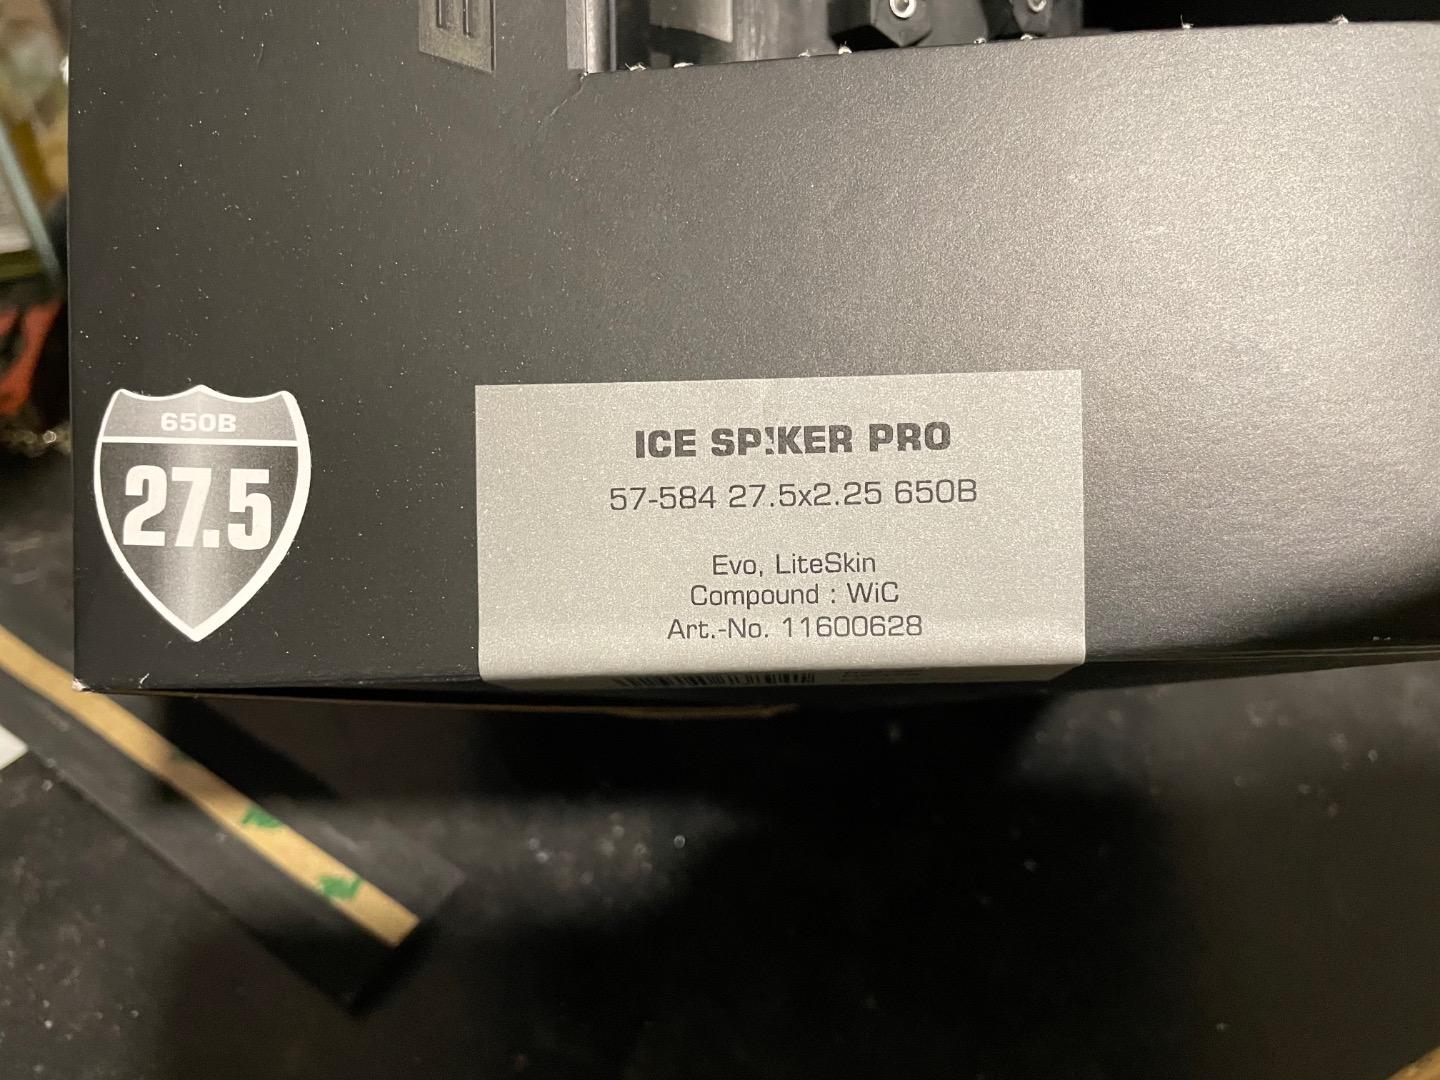 650B
27.5
ICE SP!KER PRO
57-584 27.5x2.25 650B
Evo, LiteSkin
Compound : WiC
Art.-No. 11600628